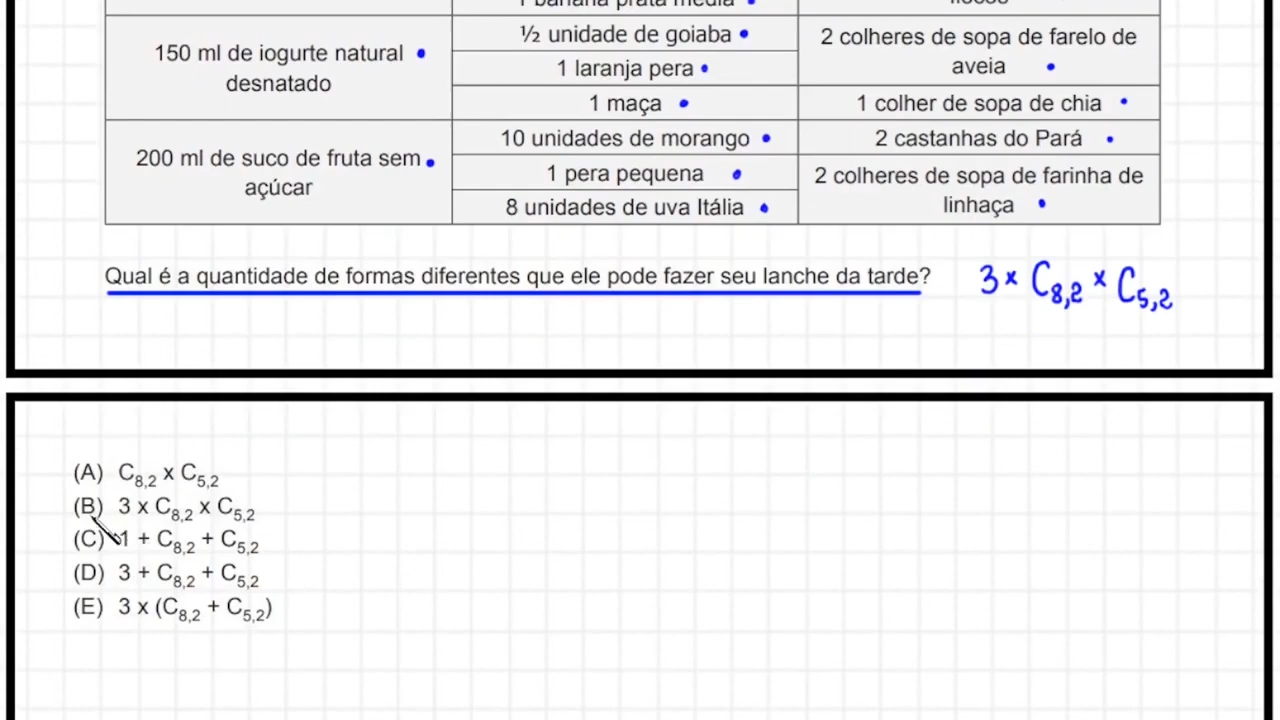 1 banana prata média
flocos
150 ml de iogurte natural desnatado
½ unidade de goiaba
1 laranja pera
1 maça
2 colheres de sopa de farelo de aveia
1 colher de sopa de chia
200 ml de suco de fruta sem açúcar
10 unidades de morango
1 pera pequena
8 unidades de uva Itália
2 castanhas do Pará
2 colheres de sopa de farinha de linhaça
Qual é a quantidade de formas diferentes que ele pode fazer seu lanche da tarde? 3 × C8,2 × C5,2
(A) C8,2 x C5,2
(B) 3 x C8,2 x C5,2
(C) 1 + C8,2 + C5,2
(D) 3 + C8,2 + C5,2
(E) 3 x (C8,2 + C5,2)